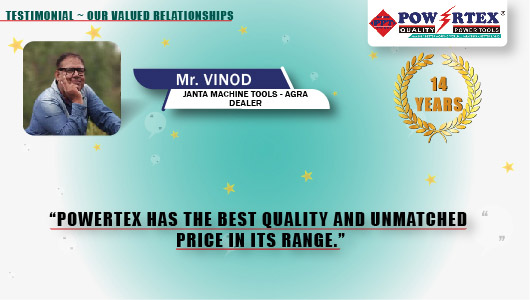 TESTIMONIAL ~ OUR VALUED RELATIONSHIPS
PPT
POWERTEX
QUALITY POWER TOOLS
Mr. VINOD
JANTA MACHINE TOOLS - AGRA
DEALER
14
YEARS
“POWERTEX HAS THE BEST QUALITY AND UNMATCHED
PRICE IN ITS RANGE.”